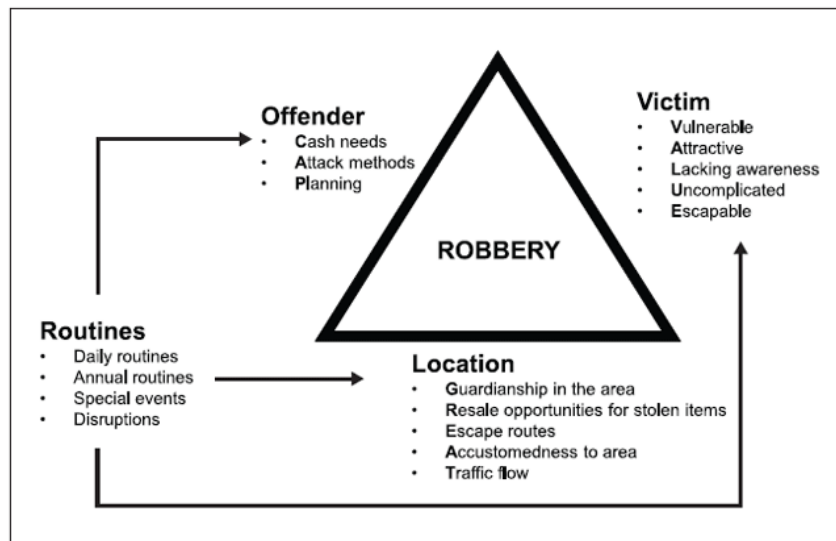 Offender
• Cash needs
• Attack methods
• Planning
Victim
• Vulnerable
• Attractive
• Lacking awareness
• Uncomplicated
• Escapable
ROBBERY
Routines
• Daily routines
• Annual routines
• Special events
• Disruptions
Location
• Guardianship in the area
• Resale opportunities for stolen items
• Escape routes
• Accustomedness to area
• Traffic flow